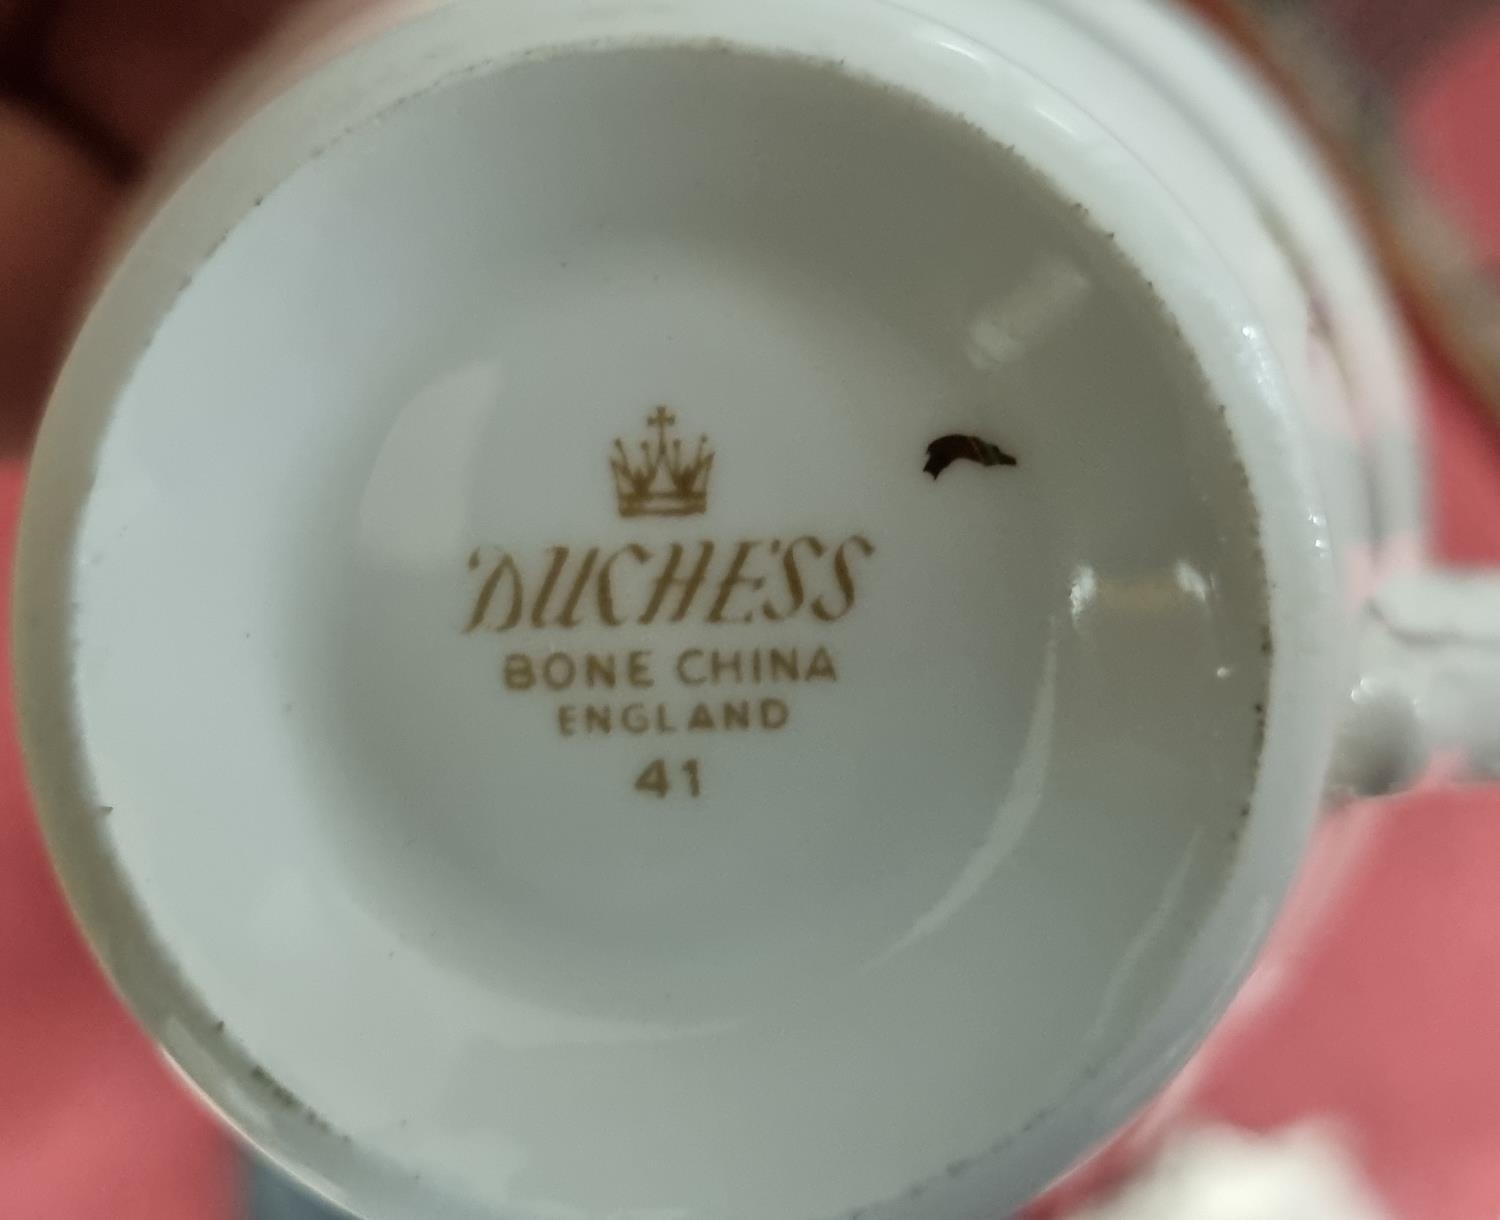 'DUCHESS
BONE CHINA
ENGLAND
41